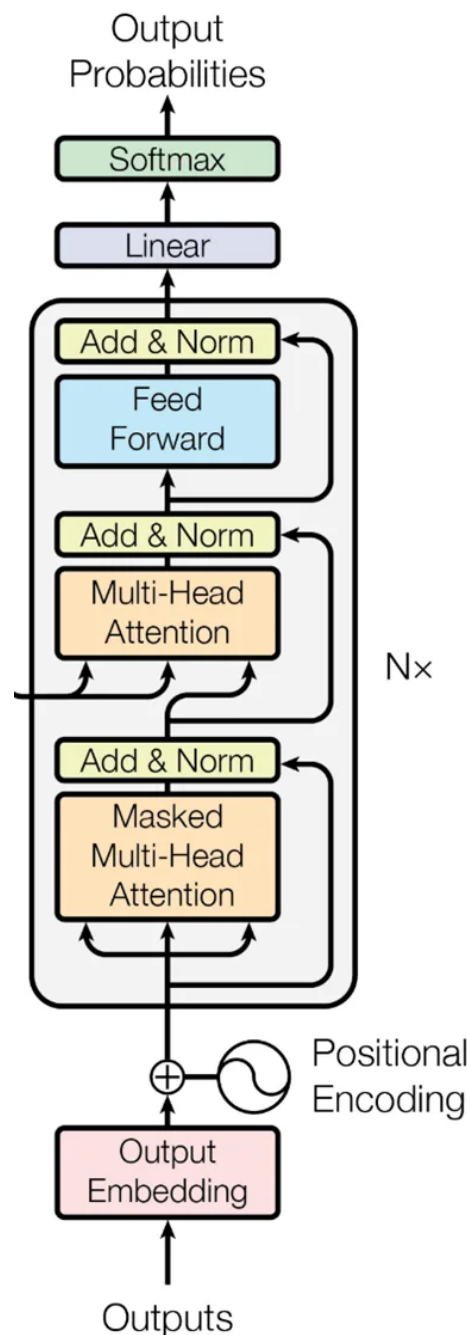 Output
Probabilities
Softmax
Linear
Add & Norm
Feed
Forward
Add & Norm
Multi-Head
Attention
N×
Add & Norm
Masked
Multi-Head
Attention
Positional
Encoding
Output
Embedding
Outputs